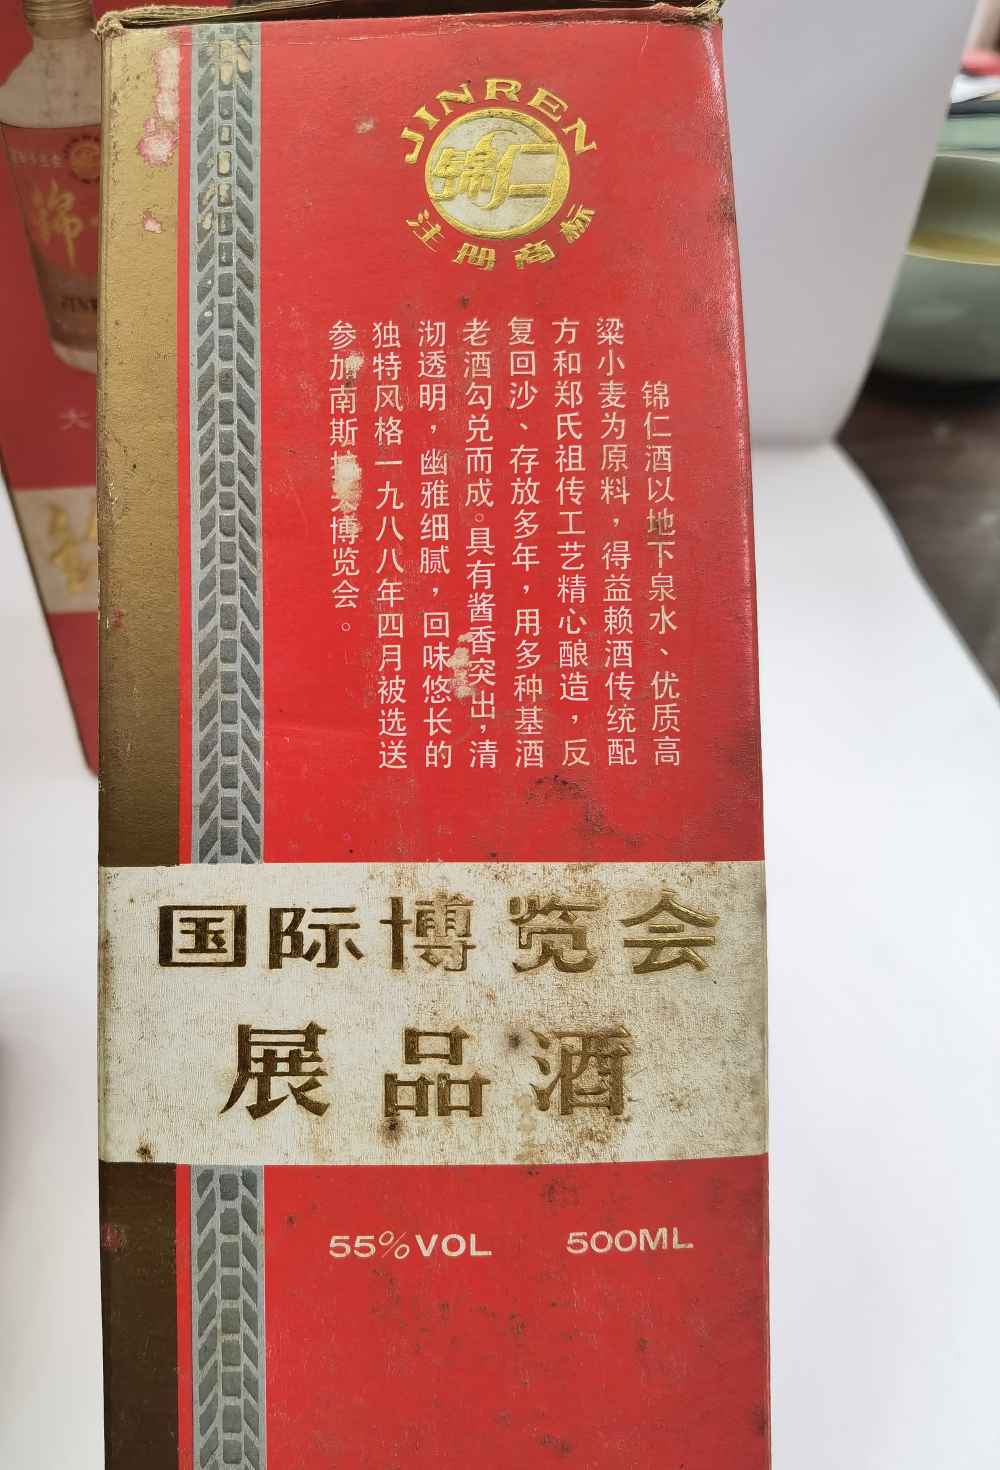 JINREN
锦仁
注册商标
锦仁酒以地下泉水、优质高
粱小麦为原料，得益赖酒传统配
方和郑氏祖传工艺精心酿造，反
复回沙、存放多年，用多种基酒
老酒勾兑而成。具有酱香突出，清
沏透明，幽雅细腻，回味悠长的
独特风格一九八八年四月被选送
参加南斯拉夫博览会。
国际博览会
展品酒
55%VOL 500ML
锦
大